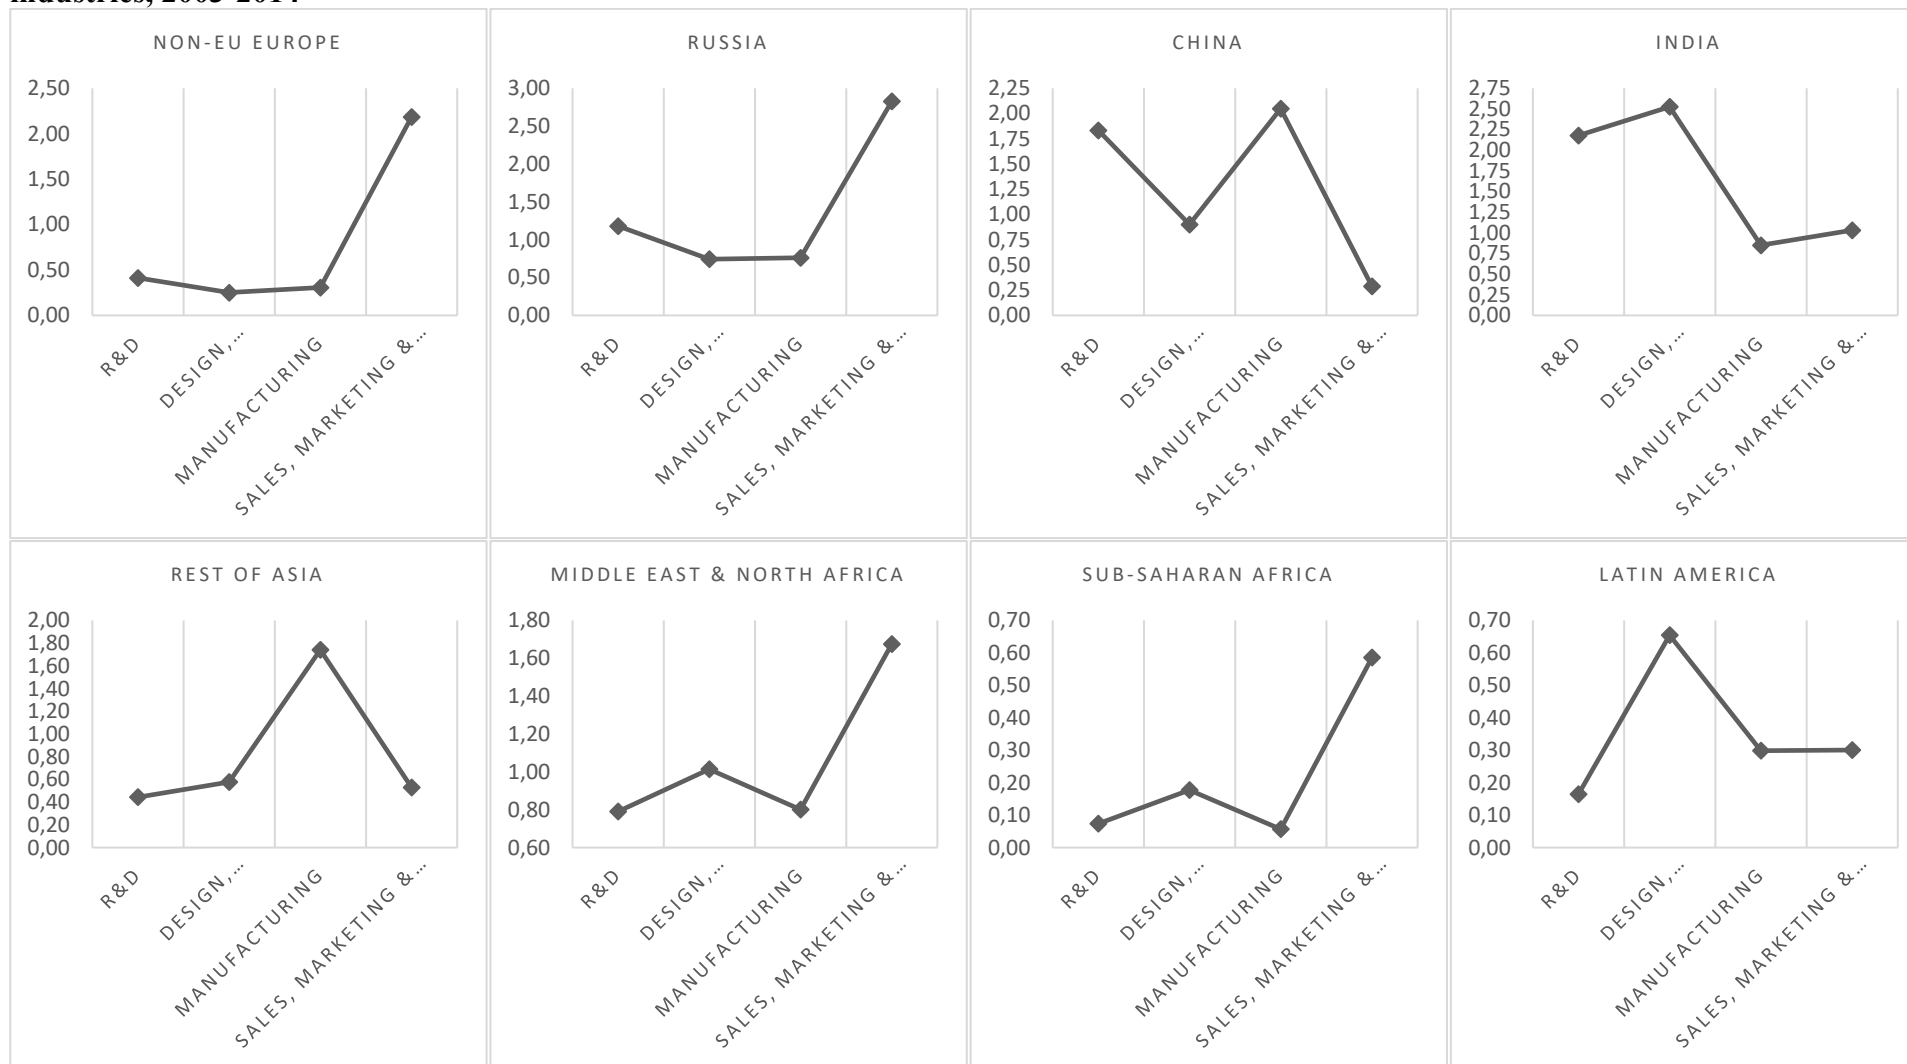 industries, 2003-2014
NON-EU EUROPE
2,50
2,00
1,50
1,00
0,50
0,00
R&D
DESIGN,...
MANUFACTURING
SALES, MARKETING &...
RUSSIA
3,00
2,50
2,00
1,50
1,00
0,50
0,00
R&D
DESIGN,...
MANUFACTURING
SALES, MARKETING &...
CHINA
2,25
2,00
1,75
1,50
1,25
1,00
0,75
0,50
0,25
0,00
R&D
DESIGN,...
MANUFACTURING
SALES, MARKETING &...
INDIA
2,75
2,50
2,25
2,00
1,75
1,50
1,25
1,00
0,75
0,50
0,25
0,00
R&D
DESIGN,...
MANUFACTURING
SALES, MARKETING &...
REST OF ASIA
2,00
1,80
1,60
1,40
1,20
1,00
0,80
0,60
0,40
0,20
0,00
R&D
DESIGN,...
MANUFACTURING
SALES, MARKETING &...
MIDDLE EAST & NORTH AFRICA
1,80
1,60
1,40
1,20
1,00
0,80
0,60
R&D
DESIGN,...
MANUFACTURING
SALES, MARKETING &...
SUB-SAHARAN AFRICA
0,70
0,60
0,50
0,40
0,30
0,20
0,10
0,00
R&D
DESIGN,...
MANUFACTURING
SALES, MARKETING &...
LATIN AMERICA
0,70
0,60
0,50
0,40
0,30
0,20
0,10
0,00
R&D
DESIGN,...
MANUFACTURING
SALES, MARKETING &...